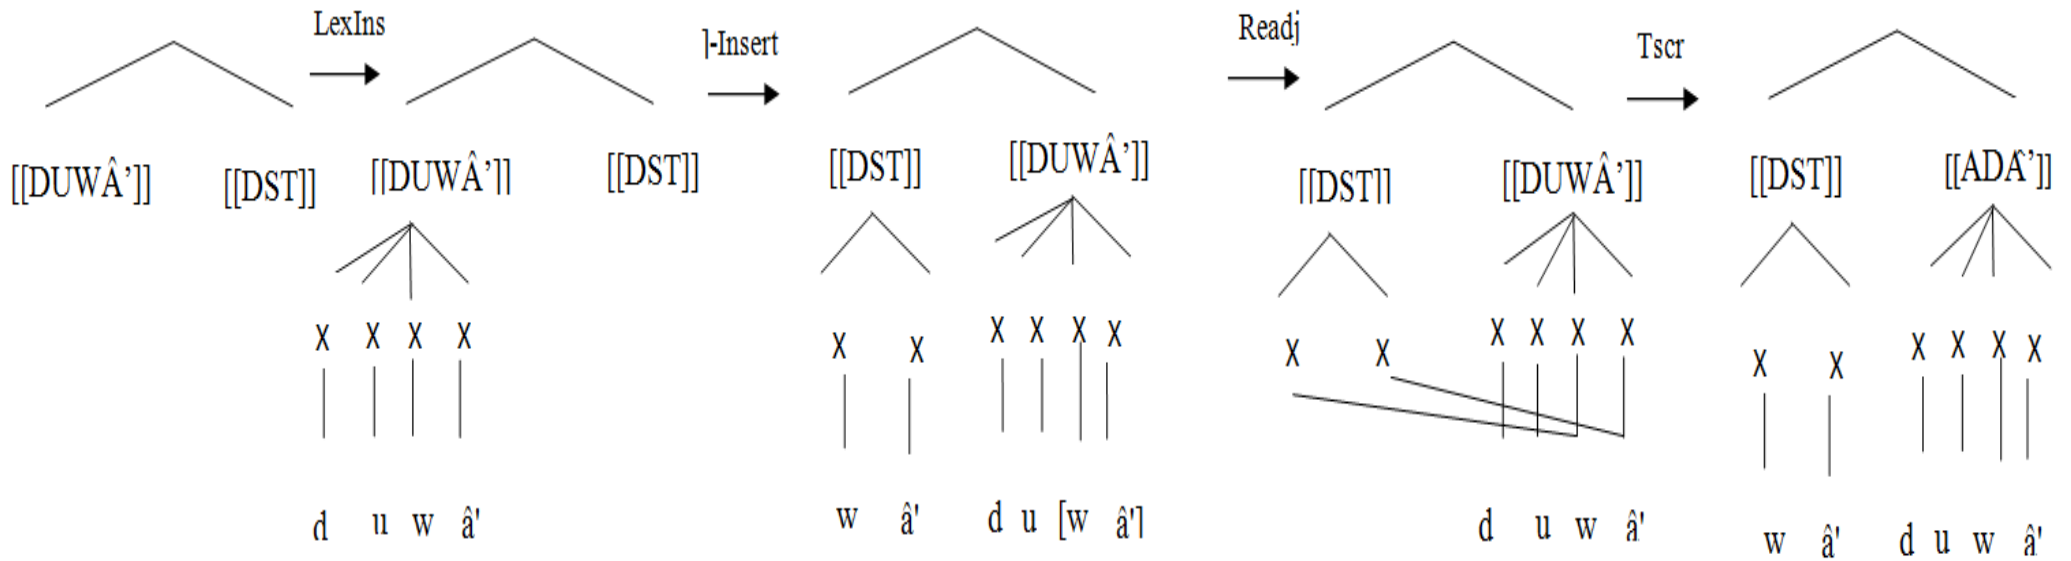 LexIns ]-Insert Readj Tscr
[[DUWÂ’]] [[DST]] [[DUWÂ’]] [[DST]] [[DST]] [[DUWÂ’]] [[DST]] [[DUWÂ’]] [[DST]] [[ADÂ’]]
X X X X X X X X X X X X X X X X X X X X X X
d u w â' w â' d u [w â'] d u w â' w â' d u w â'